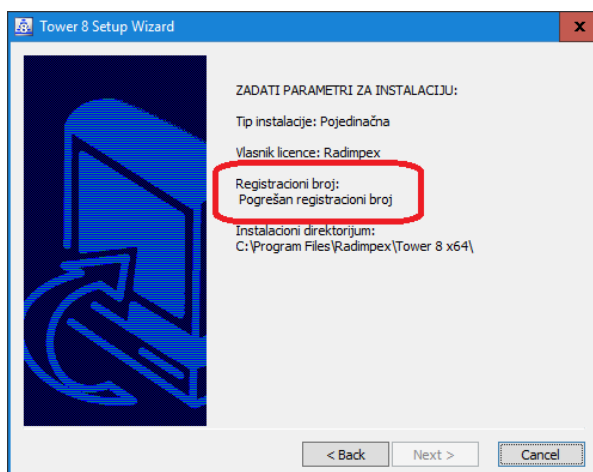 Tower 8 Setup Wizard
ZADATI PARAMETRI ZA INSTALACIJU:
Tip instalacije: Pojedinačna
Vlasnik licence: Radimpex
Registracioni broj:
Pogrešan registracioni broj
Instalacioni direktorijum:
C:\Program Files\Radimpex\Tower 8 x64\
< Back
Next >
Cancel